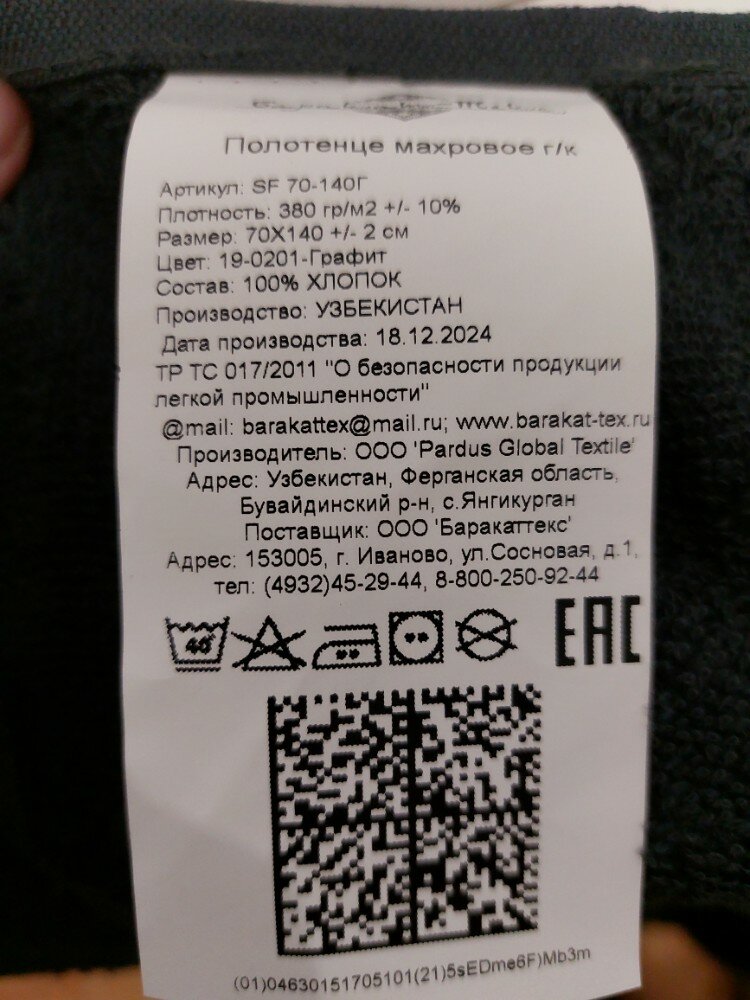 Полотенце махровое г/к
Артикул: SF 70-140Г
Плотность: 380 гр/м2 +/- 10%
Размер: 70X140 +/- 2 см
Цвет: 19-0201-Графит
Состав: 100% ХЛОПОК
Производство: УЗБЕКИСТАН
Дата производства: 18.12.2024
ТР ТС 017/2011 "О безопасности продукции
легкой промышленности"
@mail: barakattex@mail.ru; www.barakat-tex.ru
Производитель: ООО 'Pardus Global Textile'
Адрес: Узбекистан, Ферганская область,
Бувайдинский р-н, с.Янгикурган
Поставщик: ООО 'Баракаттекс'
Адрес: 153005, г. Иваново, ул.Сосновая, д.1,
тел: (4932)45-29-44, 8-800-250-92-44
40 EAC
(01)04630151705101(21)5sEDme6F)Mb3m